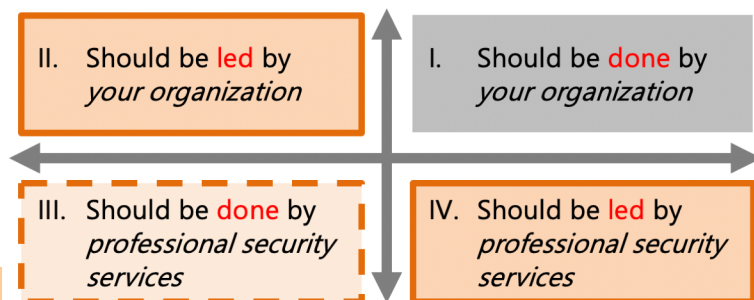 II. Should be led by
your organization
I. Should be done by
your organization
III. Should be done by
professional security
services
IV. Should be led by
professional security
services